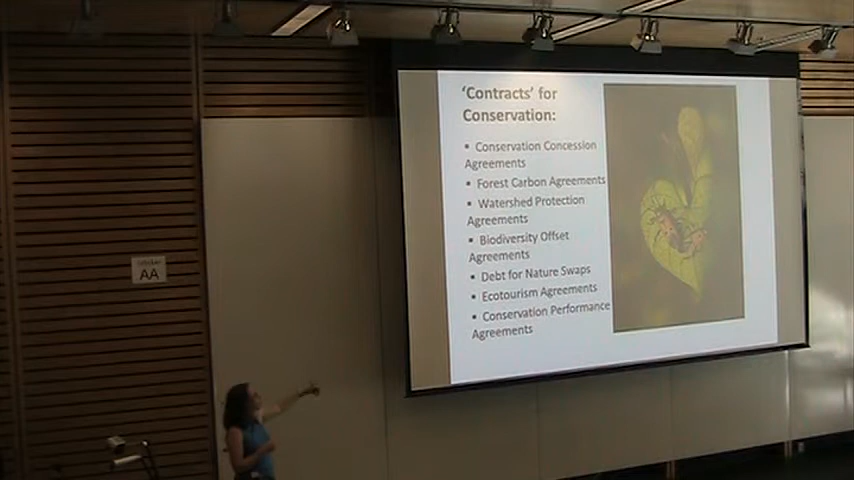 'Contracts' for
Conservation:
▪ Conservation Concession
Agreements
▪ Forest Carbon Agreements
▪ Watershed Protection
Agreements
▪ Biodiversity Offset
Agreements
▪ Debt for Nature Swaps
▪ Ecotourism Agreements
▪ Conservation Performance
Agreements
AA